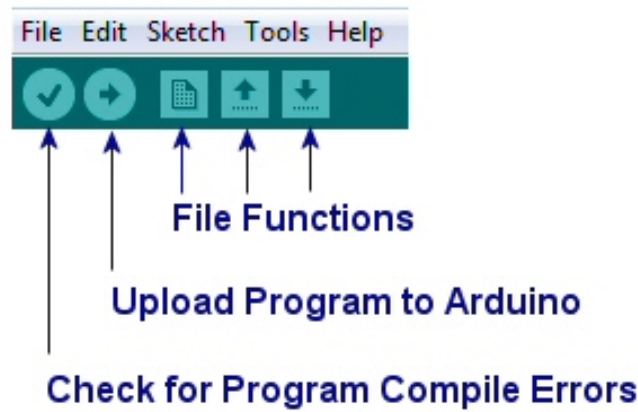 File Edit Sketch Tools Help
File Functions
Upload Program to Arduino
Check for Program Compile Errors